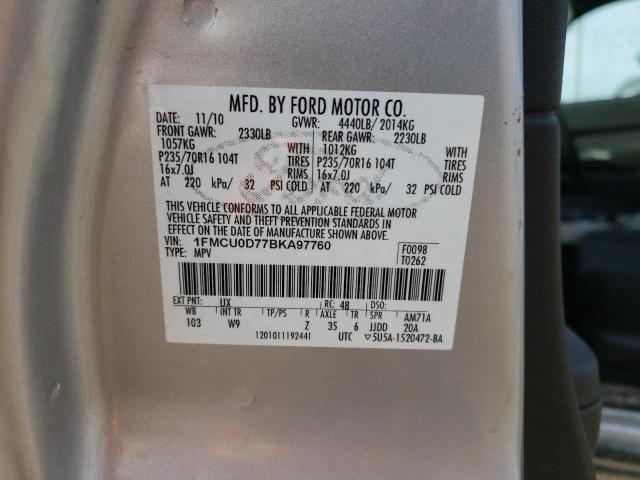 MFD. BY FORD MOTOR CO.
DATE: 11/10 GVWR: 4440LB/ 2014KG
FRONT GAWR: 2330LB REAR GAWR: 2230LB
1057KG WITH 1012KG WITH
P235/70R16 104T TIRES P235/70R16 104T TIRES
16x7.0J RIMS 16x7.0J RIMS
AT 220 kPa/ 32 PSI COLD AT 220 kPa/ 32 PSI COLD
THIS VEHICLE CONFORMS TO ALL APPLICABLE FEDERAL MOTOR
VEHICLE SAFETY AND THEFT PREVENTION STANDARDS IN
EFFECT ON THE DATE OF MANUFACTURE SHOWN ABOVE.
VIN: 1FMCU0D77BKA97760 F0098
TYPE: MPV T0262
EXT PNT: UX RC: 48 DSO:
WB INT TR TP/PS R AXLE TR SPR AM71A
103 W9 Z 35 6 JJDD 20A
UTC 5U5A-1520472-BA